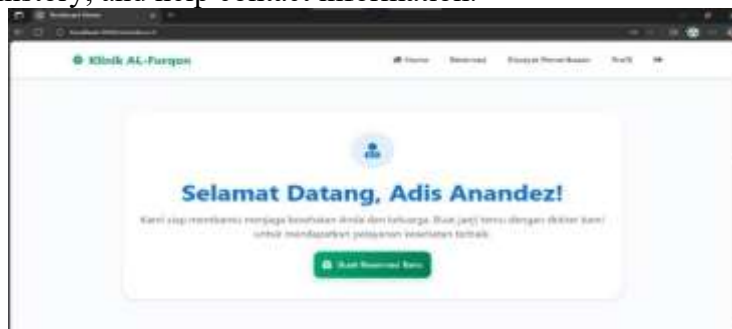 history, and help contact information.
Klinik AL-Furqon
Home Reservasi Riwayat Pemeriksaan Profil
Selamat Datang, Adis Anandez!
Kami siap membantu menjaga kesehatan Anda dan keluarga. Buat janji temu dengan dokter kami
untuk mendapatkan pelayanan kesehatan terbaik.
Buat Reservasi Baru